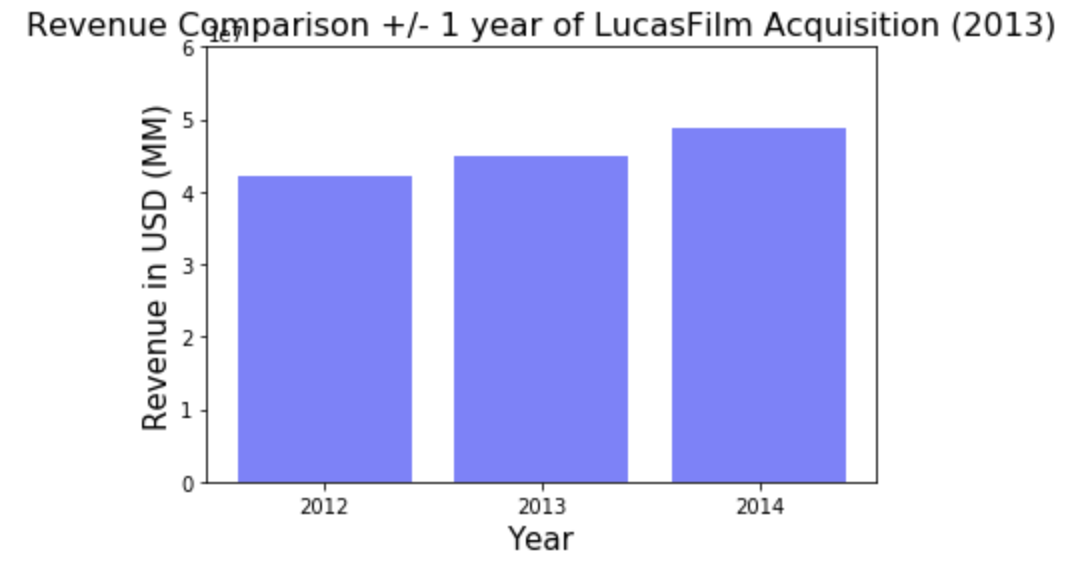 Revenue Comparison +/- 1 year of LucasFilm Acquisition (2013)
1e7
6
5
4
3
2
1
0
Revenue in USD (MM)
2012 2013 2014
Year